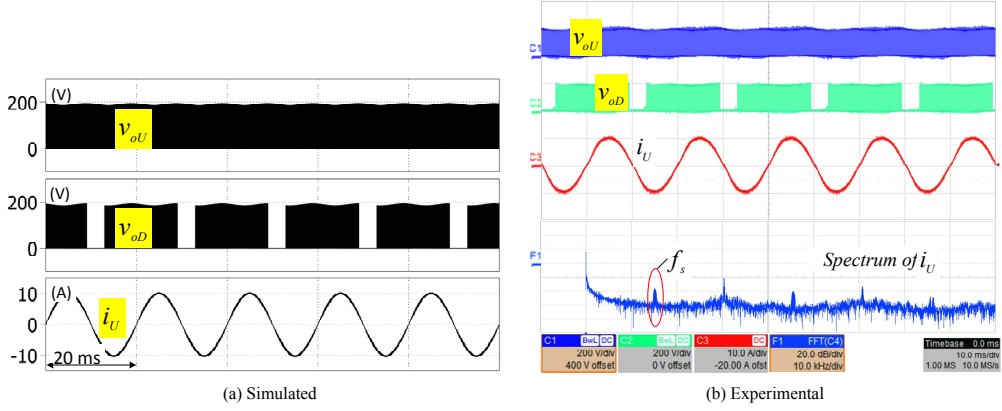 (V)
200
0
v_oU
(V)
200
0
v_oD
(A)
10
0
-10
i_U
20 ms
(a) Simulated
C1
v_oU
C2
v_oD
C3
i_U
F1
f_s
Spectrum of i_U
C1 BwL DC
200 V/div
400 V offset
C2 BwL DC
200 V/div
0 V offset
C3 DC
10.0 A/div
-20.00 A ofst
F1 FFT(C4)
20.0 dB/div
10.0 kHz/div
Timebase 0.0 ms
10.0 ms/div
1.00 MS 10.0 MS/s
(b) Experimental